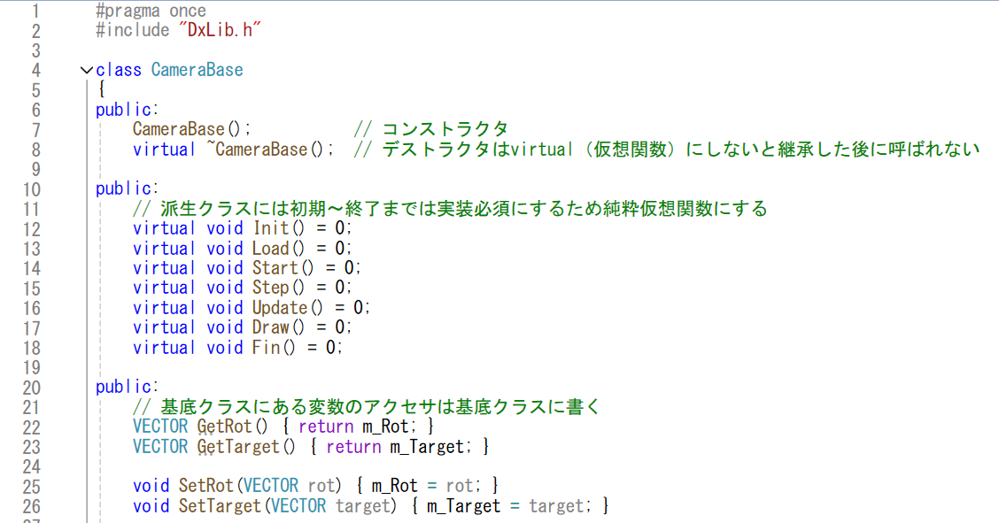 1 #pragma once
2 #include "DxLib.h"
3
4 class CameraBase
5 {
6 public:
7 CameraBase(); // コンストラクタ
8 virtual ~CameraBase(); // デストラクタはvirtual（仮想関数）にしないと継承した後に呼ばれない
9
10 public:
11 // 派生クラスには初期～終了までは実装必須にするため純粋仮想関数にする
12 virtual void Init() = 0;
13 virtual void Load() = 0;
14 virtual void Start() = 0;
15 virtual void Step() = 0;
16 virtual void Update() = 0;
17 virtual void Draw() = 0;
18 virtual void Fin() = 0;
19
20 public:
21 // 基底クラスにある変数のアクセサは基底クラスに書く
22 VECTOR GetRot() { return m_Rot; }
23 VECTOR GetTarget() { return m_Target; }
24
25 void SetRot(VECTOR rot) { m_Rot = rot; }
26 void SetTarget(VECTOR target) { m_Target = target; }